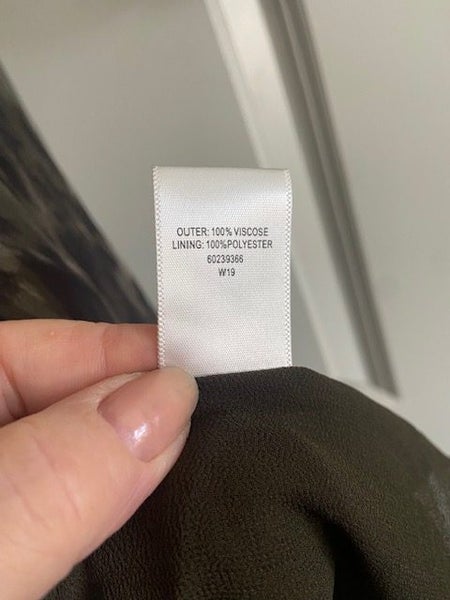 OUTER: 100% VISCOSE
LINING: 100%POLYESTER
60239366
W19